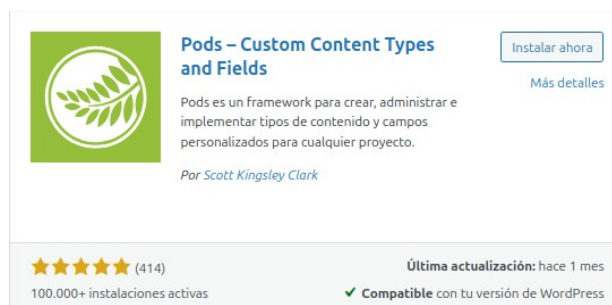 Pods – Custom Content Types
and Fields
Instalar ahora
Más detalles
Pods es un framework para crear, administrar e
implementar tipos de contenido y campos
personalizados para cualquier proyecto.
Por Scott Kingsley Clark
(414)
100.000+ instalaciones activas
Última actualización: hace 1 mes
Compatible con tu versión de WordPress